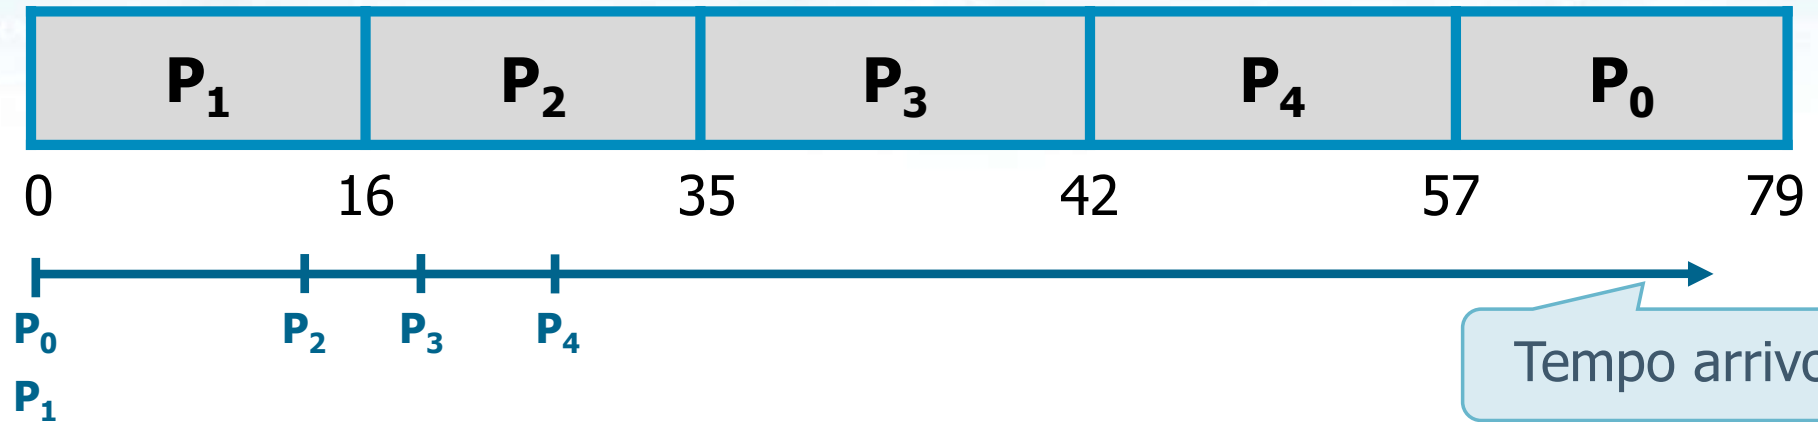 P₁ P₂ P₃ P₄ P₀
0 16 35 42 57 79
P₀ P₂ P₃ P₄
P₁
Tempo arrivo